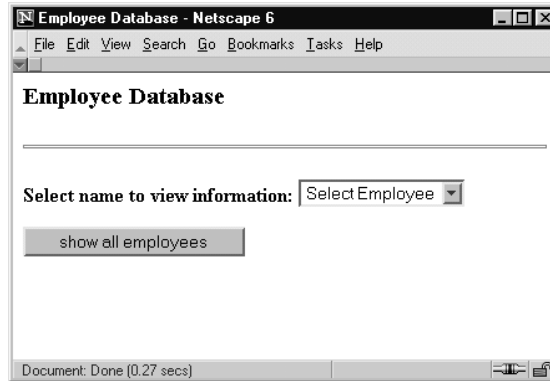 Employee Database - Netscape 6
File Edit View Search Go Bookmarks Tasks Help
Employee Database
Select name to view information: Select Employee
show all employees
Document: Done (0.27 secs)